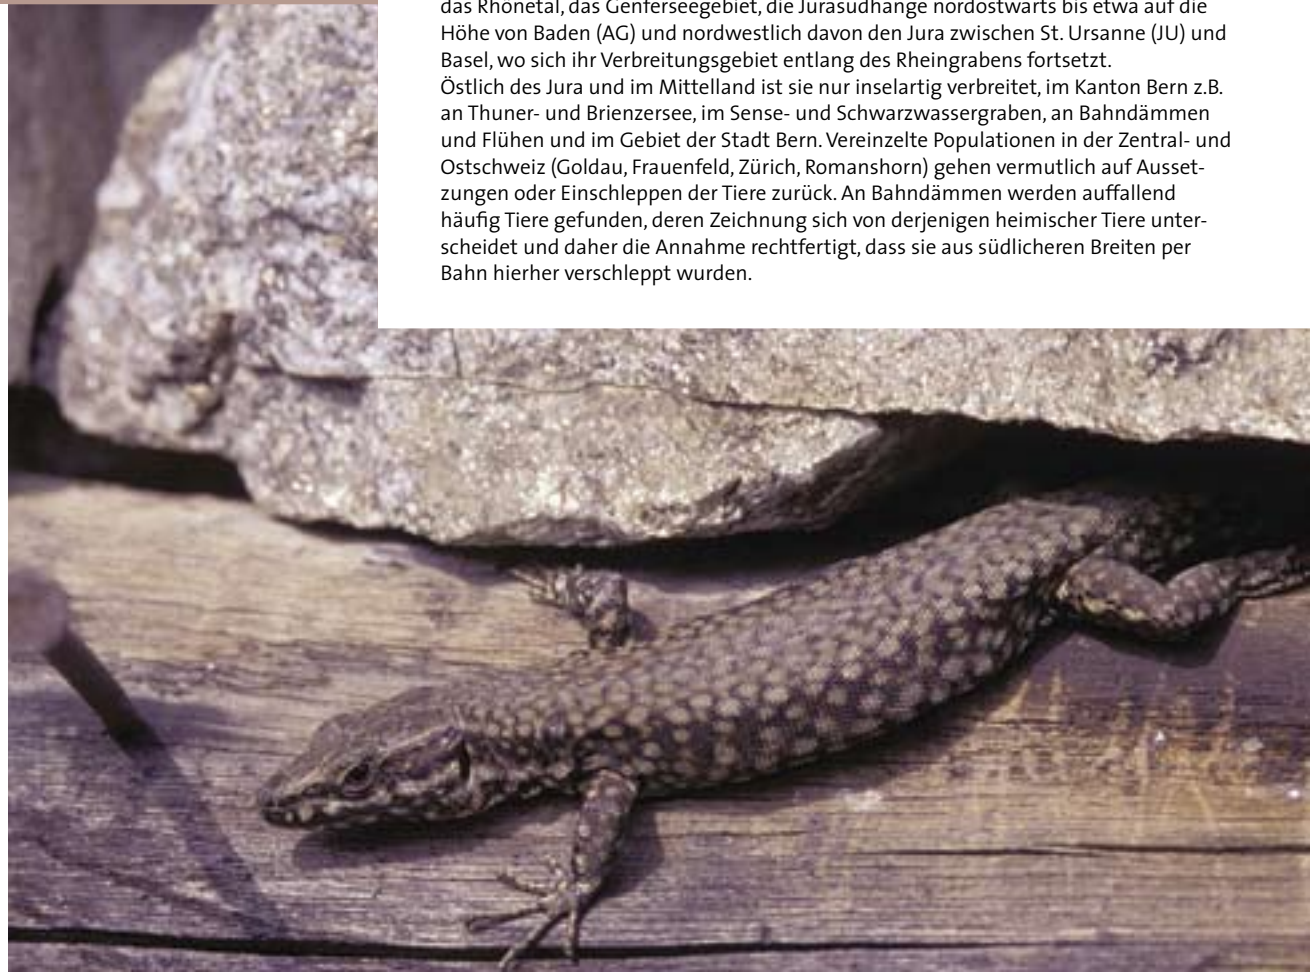 das Rhonetal, das Genferseegebiet, die Jurasüdhänge nordostwärts bis etwa auf die
Höhe von Baden (AG) und nordwestlich davon den Jura zwischen St. Ursanne (JU) und
Basel, wo sich ihr Verbreitungsgebiet entlang des Rheingrabens fortsetzt.
Östlich des Jura und im Mittelland ist sie nur inselartig verbreitet, im Kanton Bern z.B.
an Thuner- und Brienzersee, im Sense- und Schwarzwassergraben, an Bahndämmen
und Flühen und im Gebiet der Stadt Bern. Vereinzelte Populationen in der Zentral- und
Ostschweiz (Goldau, Frauenfeld, Zürich, Romanshorn) gehen vermutlich auf Ausset-
zungen oder Einschleppen der Tiere zurück. An Bahndämmen werden auffallend
häufig Tiere gefunden, deren Zeichnung sich von derjenigen heimischer Tiere unter-
scheidet und daher die Annahme rechtfertigt, dass sie aus südlicheren Breiten per
Bahn hierher verschleppt wurden.